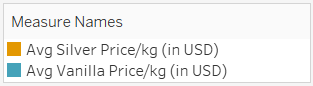 Measure Names
Avg Silver Price/kg (in USD)
Avg Vanilla Price/kg (in USD)